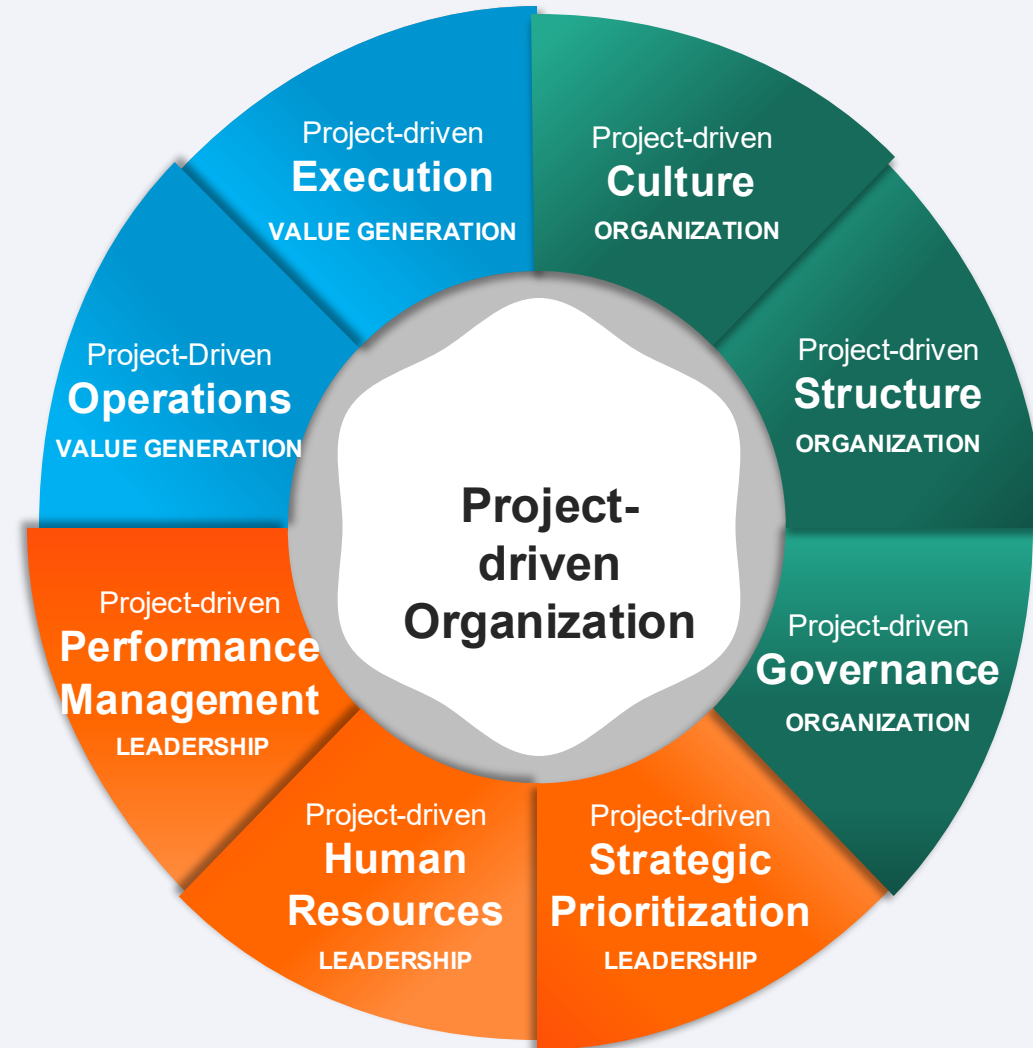 Project-driven
Execution
VALUE GENERATION
Project-driven
Culture
ORGANIZATION
Project-driven
Structure
ORGANIZATION
Project-driven
Governance
ORGANIZATION
Project-driven
Strategic
Prioritization
LEADERSHIP
Project-driven
Human
Resources
LEADERSHIP
Project-driven
Performance
Management
LEADERSHIP
Project-Driven
Operations
VALUE GENERATION
Project-
driven
Organization